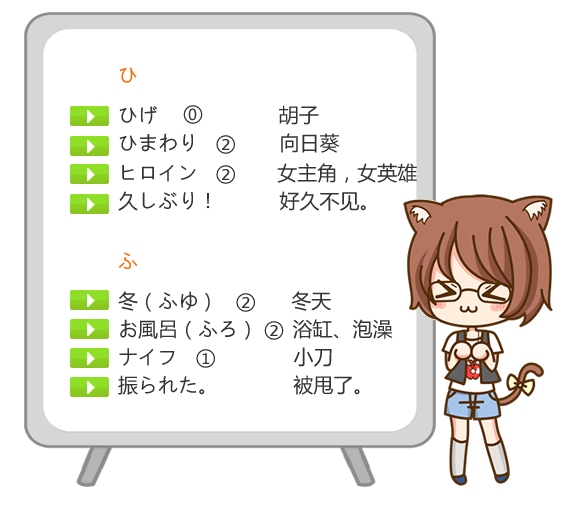 ひ
ひげ ⓪ 胡子
ひまわり ② 向日葵
ヒロイン ② 女主角，女英雄
久しぶり！ 好久不见。
ふ
冬（ふゆ） ② 冬天
お風呂（ふろ） ② 浴缸、泡澡
ナイフ ① 小刀
振られた。 被甩了。